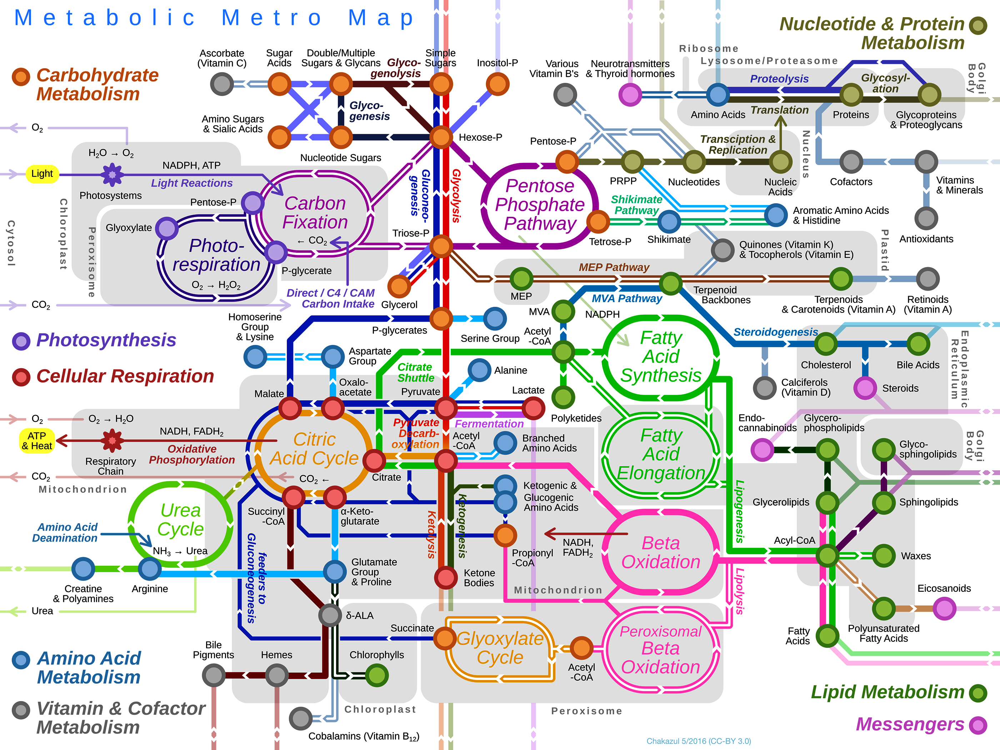 Metabolic Metro Map
Nucleotide & Protein
Metabolism
Carbohydrate
Metabolism
Ascorbate
(Vitamin C)
Sugar
Acids
Double/Multiple
Sugars & Glycans
Glyco-
genolysis
Simple
Sugars
Inositol-P
Glyco-
genesis
Amino Sugars
& Sialic Acids
Nucleotide Sugars
Hexose-P
Various
Vitamin B's
Neurotransmitters
& Thyroid hormones
Ribosome
Lysosome/Proteasome
Proteolysis
Glycosyl-
ation
Golgi
Body
Amino Acids
Translation
Proteins
Glycoproteins
& Proteoglycans
Pentose-P
Transciption &
Replication
Nucleus
PRPP
Nucleotides
Nucleic
Acids
Cofactors
Vitamins
& Minerals
Antioxidants
O₂
H₂O → O₂
Light
NADPH, ATP
Light Reactions
Photosystems
Chloroplast
Cytosol
Peroxisome
Pentose-P
Carbon
Fixation
← CO₂
Glyoxylate
Photo-
respiration
O₂ → H₂O₂
P-glycerate
Direct / C4 / CAM
Carbon Intake
CO₂
Gluconeo-
genesis
Glycolysis
Triose-P
Glycerol
Pentose
Phosphate
Pathway
Shikimate
Pathway
Tetrose-P
Shikimate
Aromatic Amino Acids
& Histidine
Quinones (Vitamin K)
& Tocopherols (Vitamin E)
Plastid
MEP Pathway
MEP
MVA Pathway
Terpenoid
Backbones
Terpenoids
& Carotenoids (Vitamin A)
Retinoids
(Vitamin A)
MVA
NADPH
Photosynthesis
Cellular Respiration
Homoserine
Group
& Lysine
P-glycerates
Serine Group
Acetyl
-CoA
Aspartate
Group
Citrate
Shuttle
Alanine
Fatty
Acid
Synthesis
Steroidogenesis
Cholesterol
Bile Acids
Endoplasmic
Reticulum
Calciferols
(Vitamin D)
Steroids
Malate
Oxalo-
acetate
Pyruvate
Lactate
Polyketides
Fermentation
Pyruvate
Decarb-
oxylation
Acetyl
-CoA
Branched
Amino Acids
Fatty
Acid
Elongation
Endo-
cannabinoids
Glycero-
phospholipids
Glyco-
sphingolipids
Golgi
Body
O₂
O₂ → H₂O
ATP
& Heat
NADH, FADH₂
Oxidative
Phosphorylation
Respiratory
Chain
CO₂
Mitochondrion
Citric
Acid Cycle
CO₂ ←
Citrate
Ketogenic &
Glucogenic
Amino Acids
Lipogenesis
Glycerolipids
Sphingolipids
Urea
Cycle
NH₃ → Urea
Amino Acid
Deamination
Succinyl
-CoA
α-Keto-
glutarate
Ketolysis
Ketogenesis
Propionyl
-CoA
NADH,
FADH₂
Beta
Oxidation
Acyl-CoA
Waxes
Creatine
& Polyamines
Arginine
Urea
feeders to
Gluconeogenesis
Glutamate
Group
& Proline
Ketone
Bodies
Mitochondrion
Lipolysis
Eicosanoids
δ-ALA
Succinate
Glyoxylate
Cycle
Acetyl
-CoA
Peroxisomal
Beta
Oxidation
Fatty
Acids
Polyunsaturated
Fatty Acids
Amino Acid
Metabolism
Bile
Pigments
Hemes
Chlorophylls
Chloroplast
Peroxisome
Vitamin & Cofactor
Metabolism
Cobalamins (Vitamin B₁₂)
Lipid Metabolism
Messengers
Chakazul 5/2016 (CC-BY 3.0)